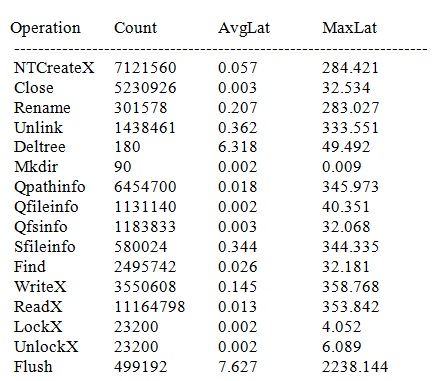 Operation Count AvgLat MaxLat
----------------------------------------------------------------------
NTCreateX 7121560 0.057 284.421
Close 5230926 0.003 32.534
Rename 301578 0.207 283.027
Unlink 1438461 0.362 333.551
Deltree 180 6.318 49.492
Mkdir 90 0.002 0.009
Qpathinfo 6454700 0.018 345.973
Qfileinfo 1131140 0.002 40.351
Qfsinfo 1183833 0.003 32.068
Sfileinfo 580024 0.344 344.335
Find 2495742 0.026 32.181
WriteX 3550608 0.145 358.768
ReadX 11164798 0.013 353.842
LockX 23200 0.002 4.052
UnlockX 23200 0.002 6.089
Flush 499192 7.627 2238.144